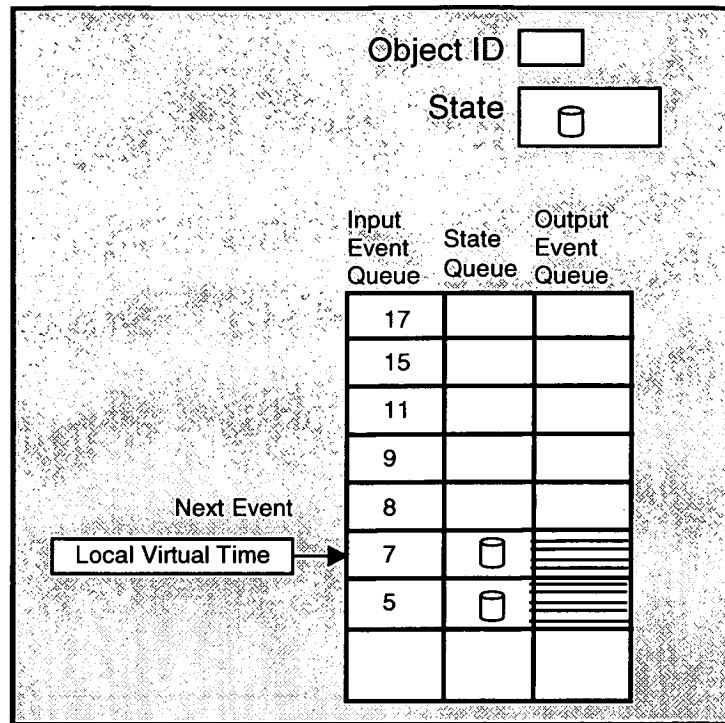 Object ID
State
Input Event Queue
State Queue
Output Event Queue
17
15
11
9
Next Event
8
Local Virtual Time
7
5